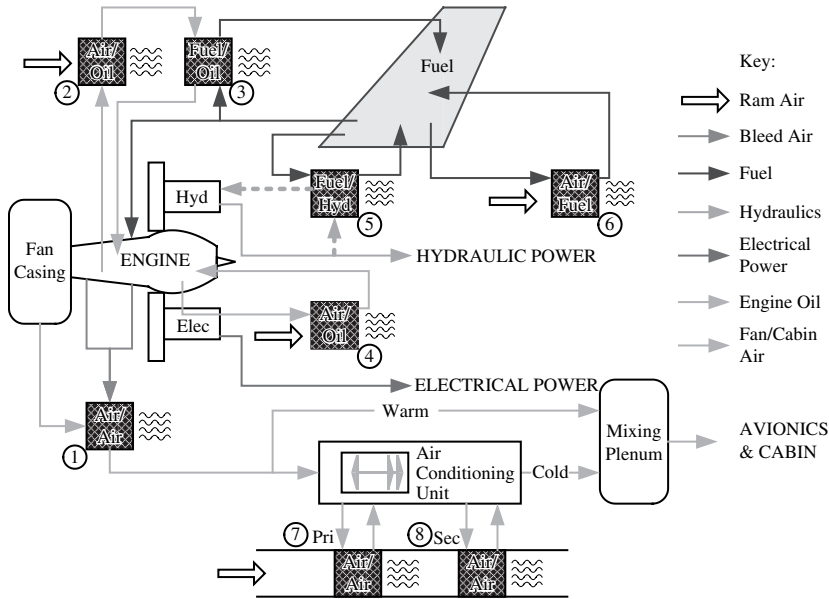 Air/
Oil
2
Fuel/
Oil
3
Fuel
Key:
Ram Air
Bleed Air
Fuel
Hydraulics
Electrical
Power
Engine Oil
Fan/Cabin
Air
Hyd
Fuel/
Hyd
5
Air/
Fuel
6
Fan
Casing
ENGINE
HYDRAULIC POWER
Elec
Air/
Oil
4
ELECTRICAL POWER
Air/
Air
1
Warm
Mixing
Plenum
AVIONICS
& CABIN
Air
Conditioning
Unit
Cold
7 Pri
8 Sec
Air/
Air
Air/
Air